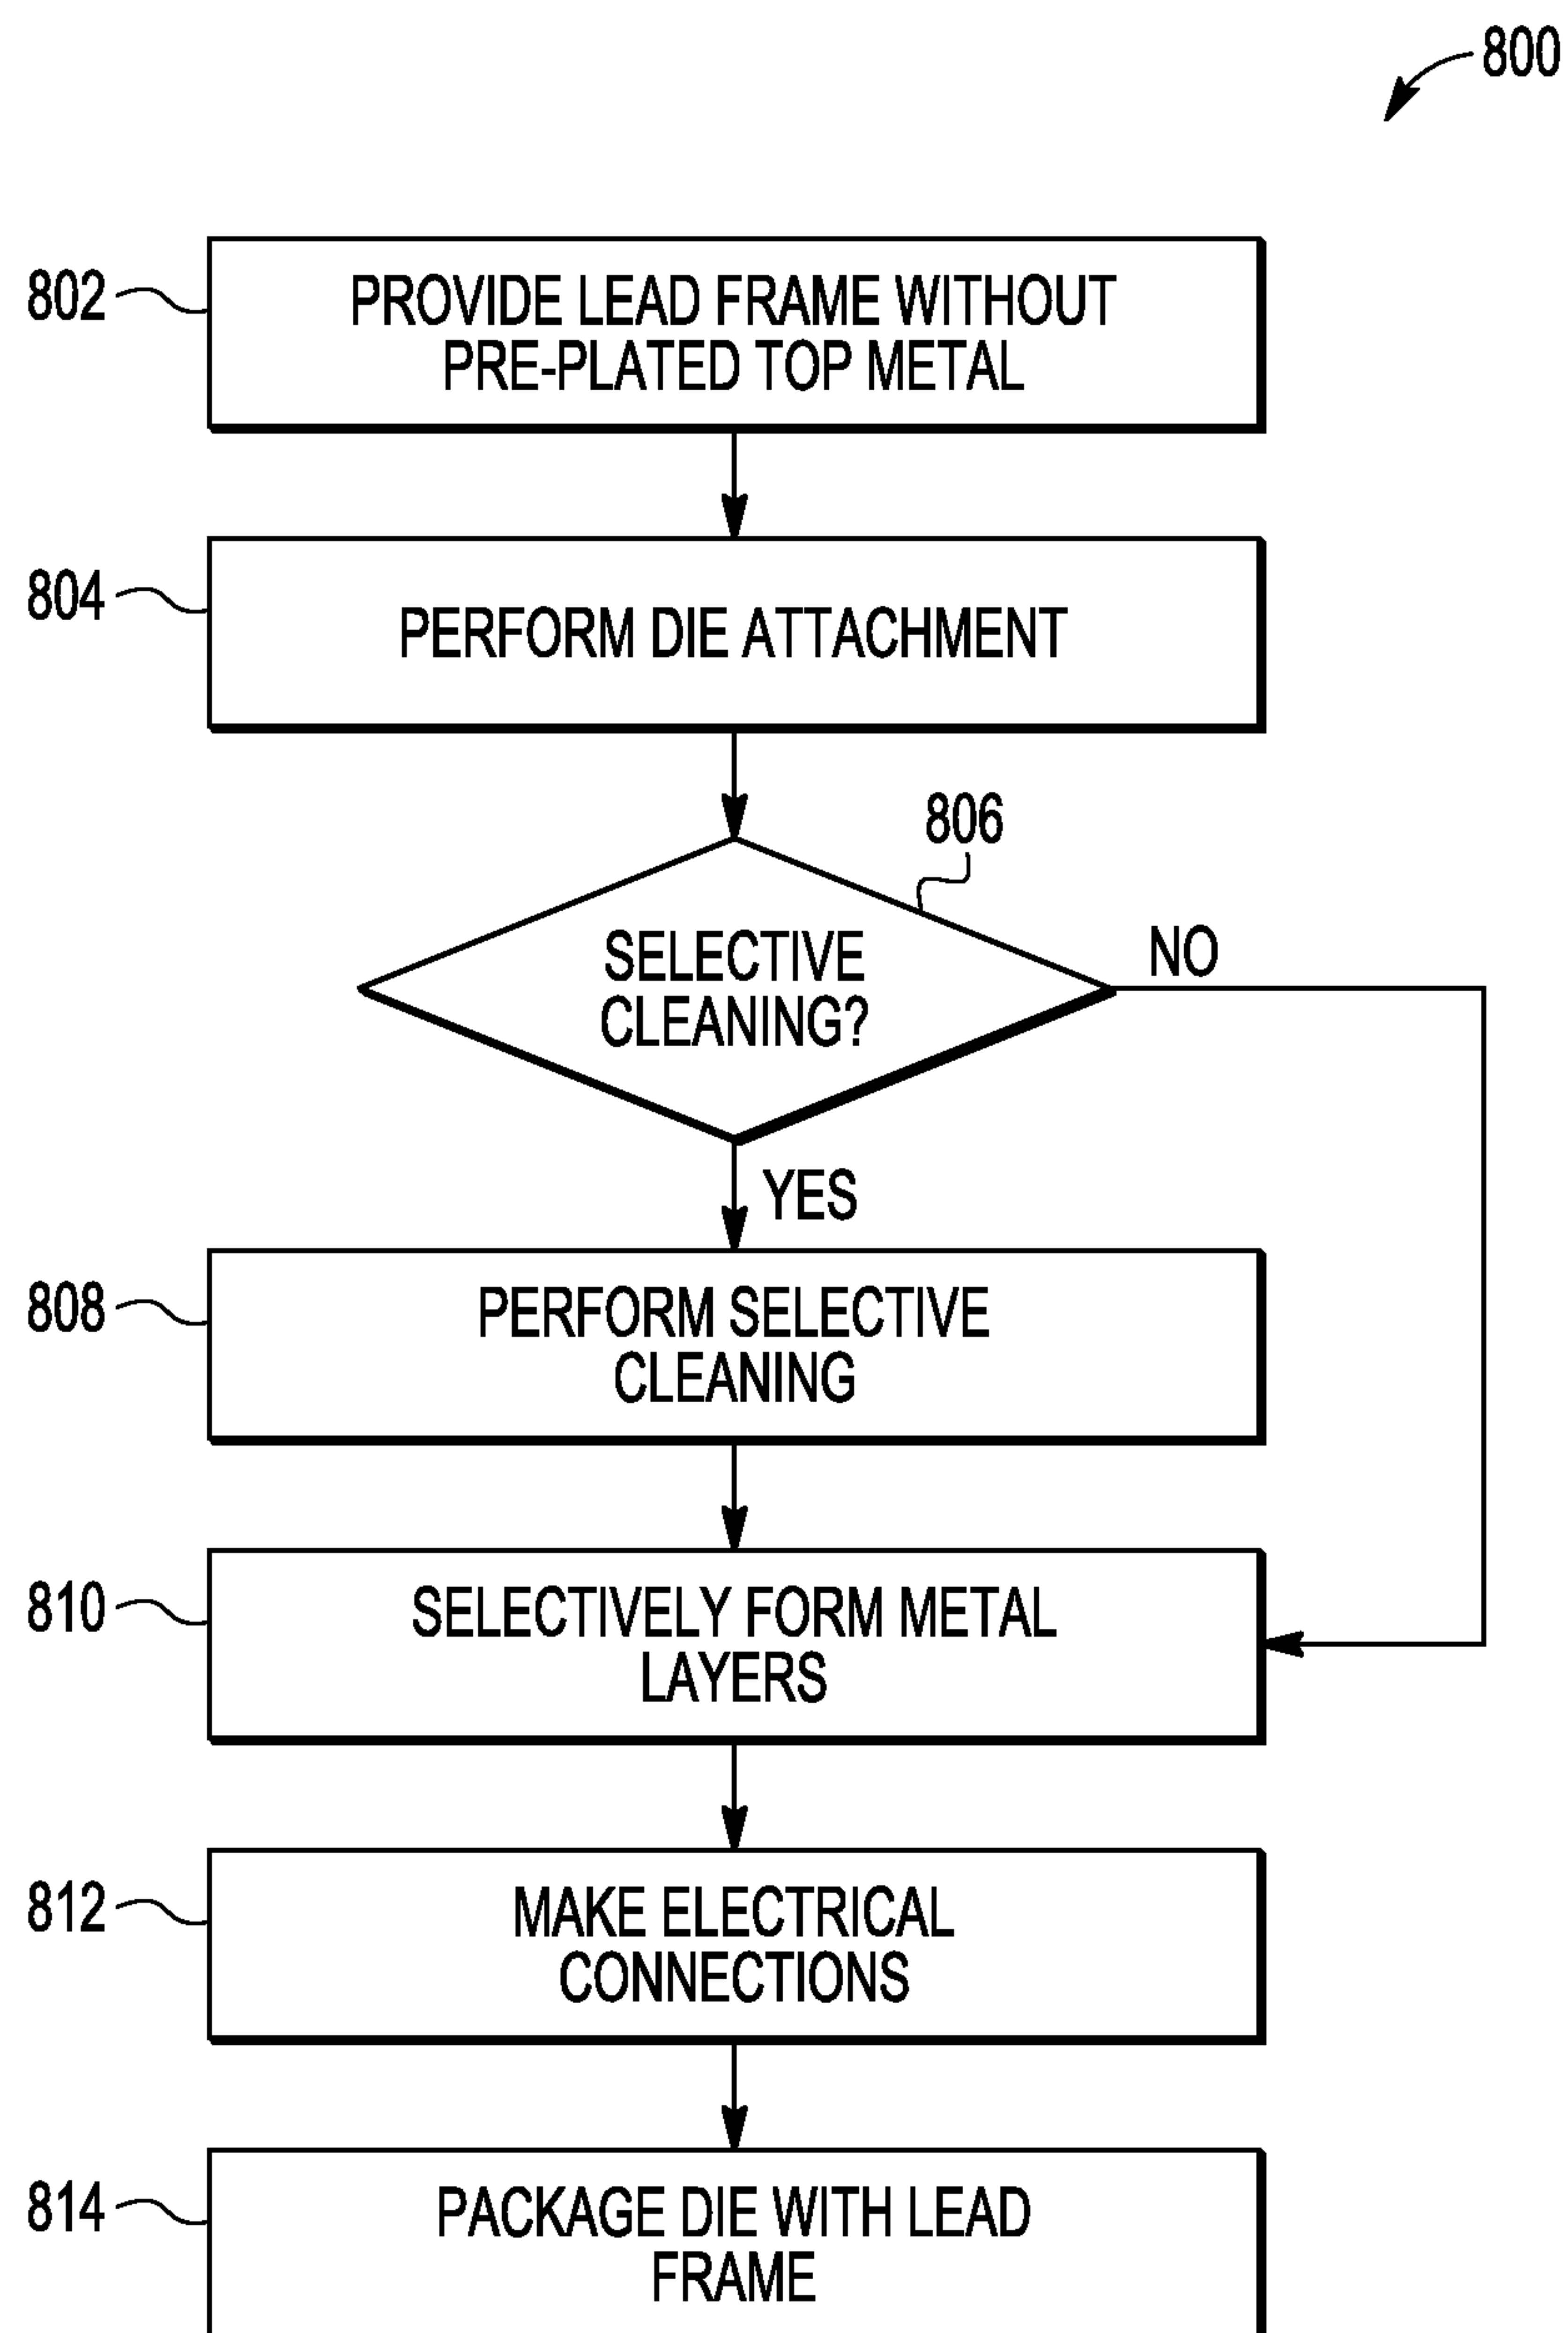 800
802
PROVIDE LEAD FRAME WITHOUT
PRE-PLATED TOP METAL
804
PERFORM DIE ATTACHMENT
806
SELECTIVE
CLEANING?
NO
YES
808
PERFORM SELECTIVE
CLEANING
810
SELECTIVELY FORM METAL
LAYERS
812
MAKE ELECTRICAL
CONNECTIONS
814
PACKAGE DIE WITH LEAD
FRAME